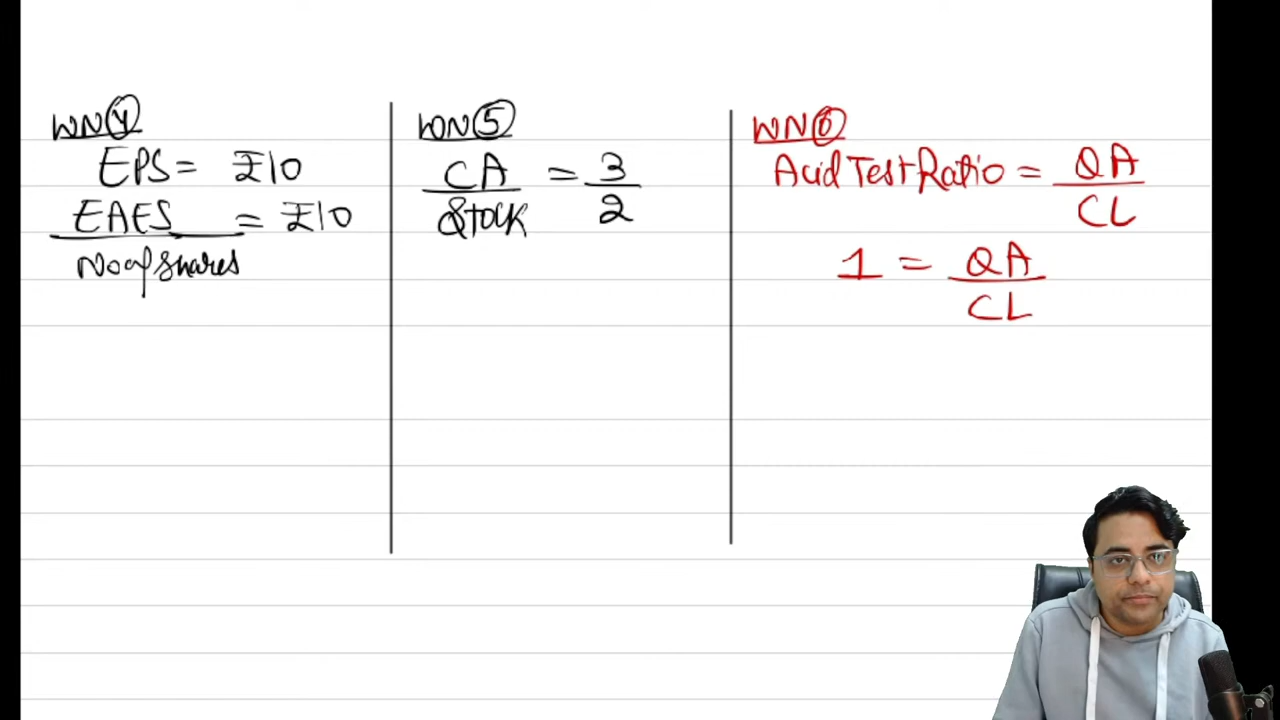 WN④
EPS = ₹10
EAES = ₹10
No of Shares
WN⑤
CA = 3
Stock 2
WN⑥
Acid Test Ratio = QA
CL
1 = QA
CL